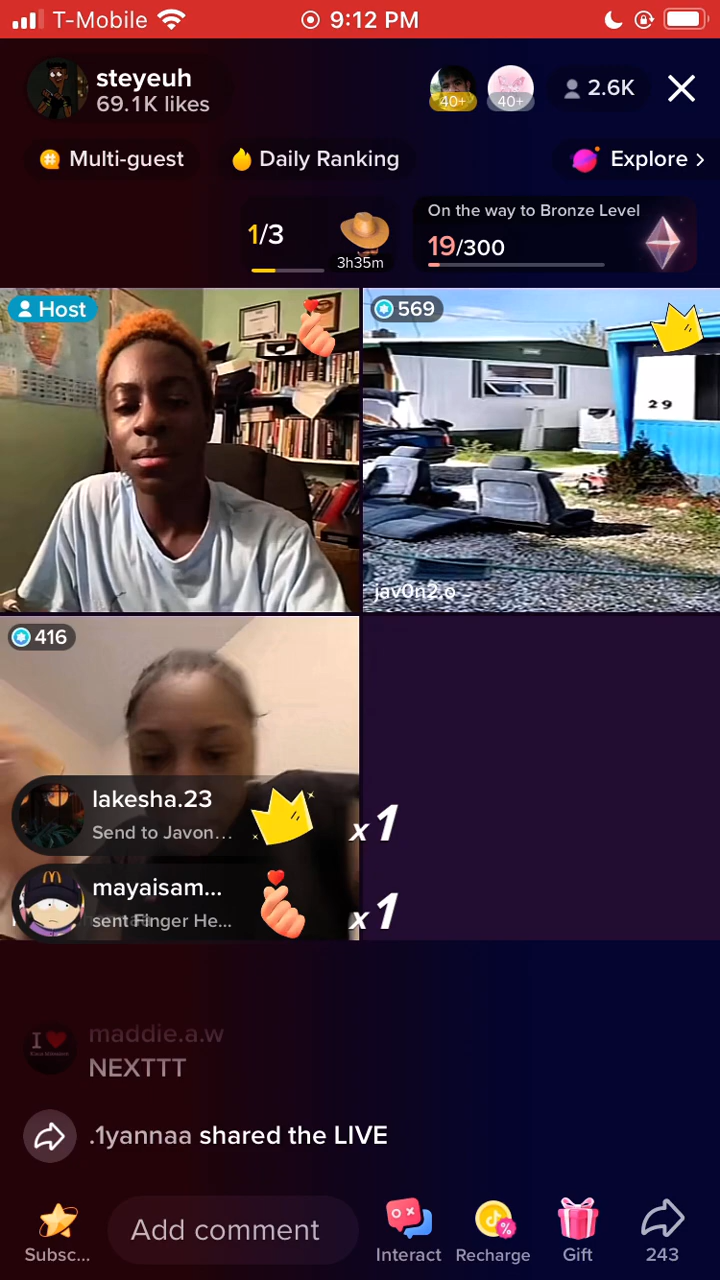 T-Mobile
9:12 PM
steyeuh
69.1K likes
40+
40+
2.6K
Multi-guest
Daily Ranking
Explore >
1/3
3h35m
On the way to Bronze Level
19/300
Host
569
29
jav0n2.o
416
lakesha.23
Send to Javon...
x1
mayaisam...
sent Finger He...
x1
maddie.a.w
I
NEXTTT
.1yannaa shared the LIVE
Subsc...
Add comment
Interact
Recharge
Gift
243